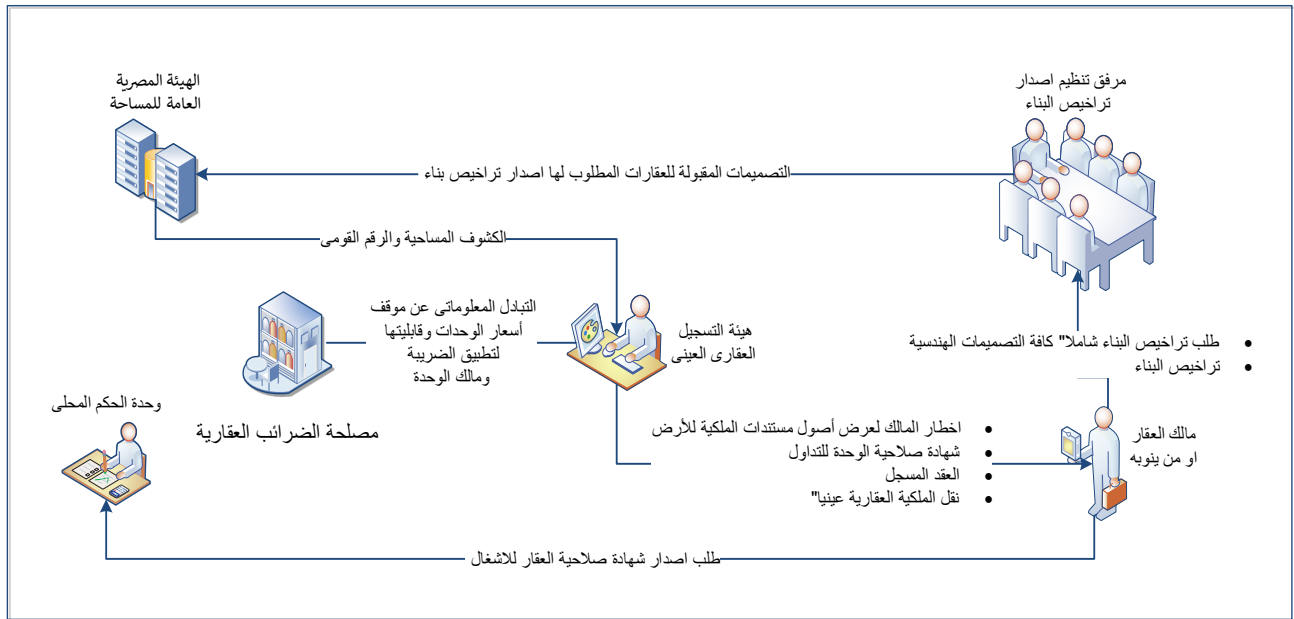 مرفق تنظيم اصدار
تراخيص البناء
الهيئة المصرية
العامة للمساحة
التصميمات المقبولة للعقارات المطلوب لها اصدار تراخيص بناء
الكشوف المساحية والرقم القومى
هيئة التسجيل
العقارى العينى
التبادل المعلوماتى عن موقف
أسعار الوحدات وقابليتها
لتطبيق الضريبة
ومالك الوحدة
مصلحة الضرائب العقارية
• طلب تراخيص البناء شاملا" كافة التصميمات الهندسية
• تراخيص البناء
مالك العقار
او من ينوبه
• اخطار المالك لعرض أصول مستندات الملكية للأرض
• شهادة صلاحية الوحدة للتداول
• العقد المسجل
• نقل الملكية العقارية عينيا"
وحدة الحكم المحلى
طلب اصدار شهادة صلاحية العقار للاشغال